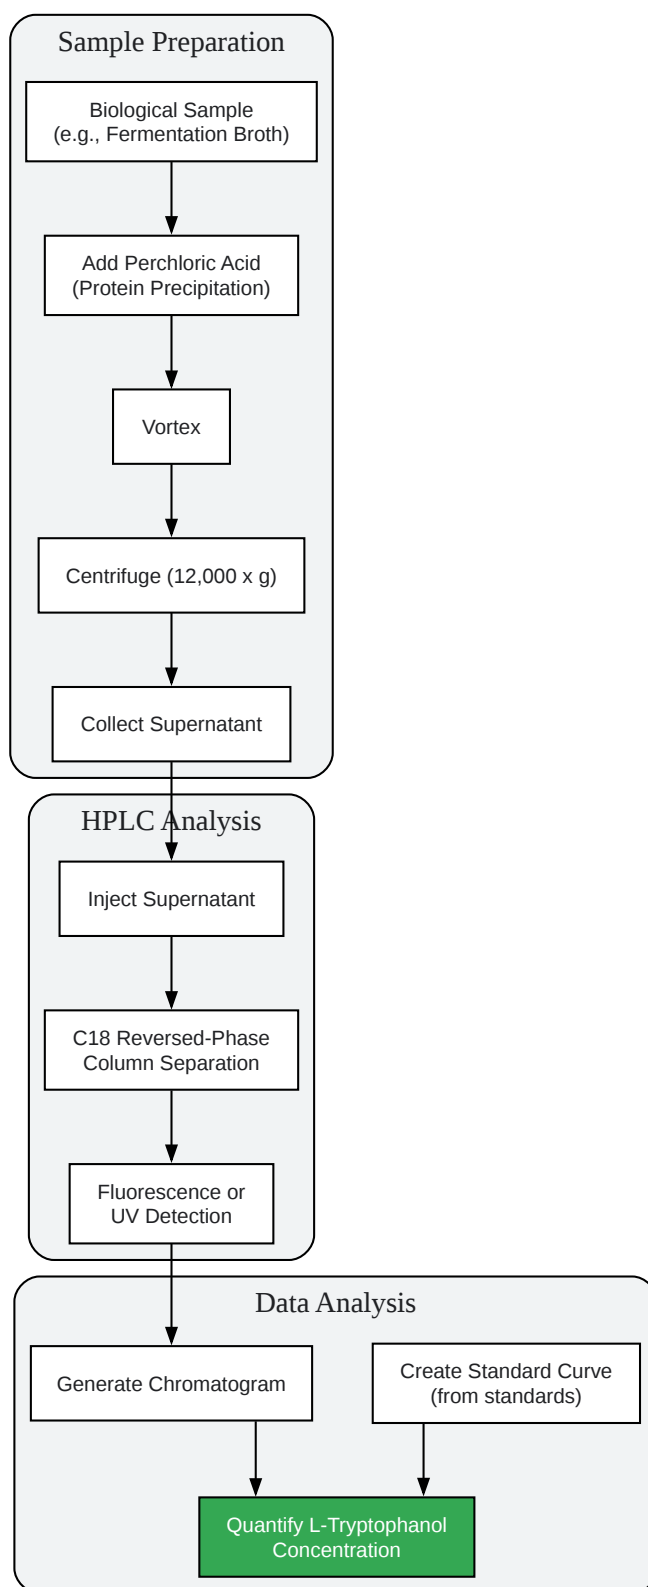 Sample Preparation
Biological Sample
(e.g., Fermentation Broth)
Add Perchloric Acid
(Protein Precipitation)
Vortex
Centrifuge (12,000 x g)
Collect Supernatant
HPLC Analysis
Inject Supernatant
C18 Reversed-Phase
Column Separation
Fluorescence or
UV Detection
Data Analysis
Generate Chromatogram
Create Standard Curve
(from standards)
Quantify L-Tryptophanol
Concentration